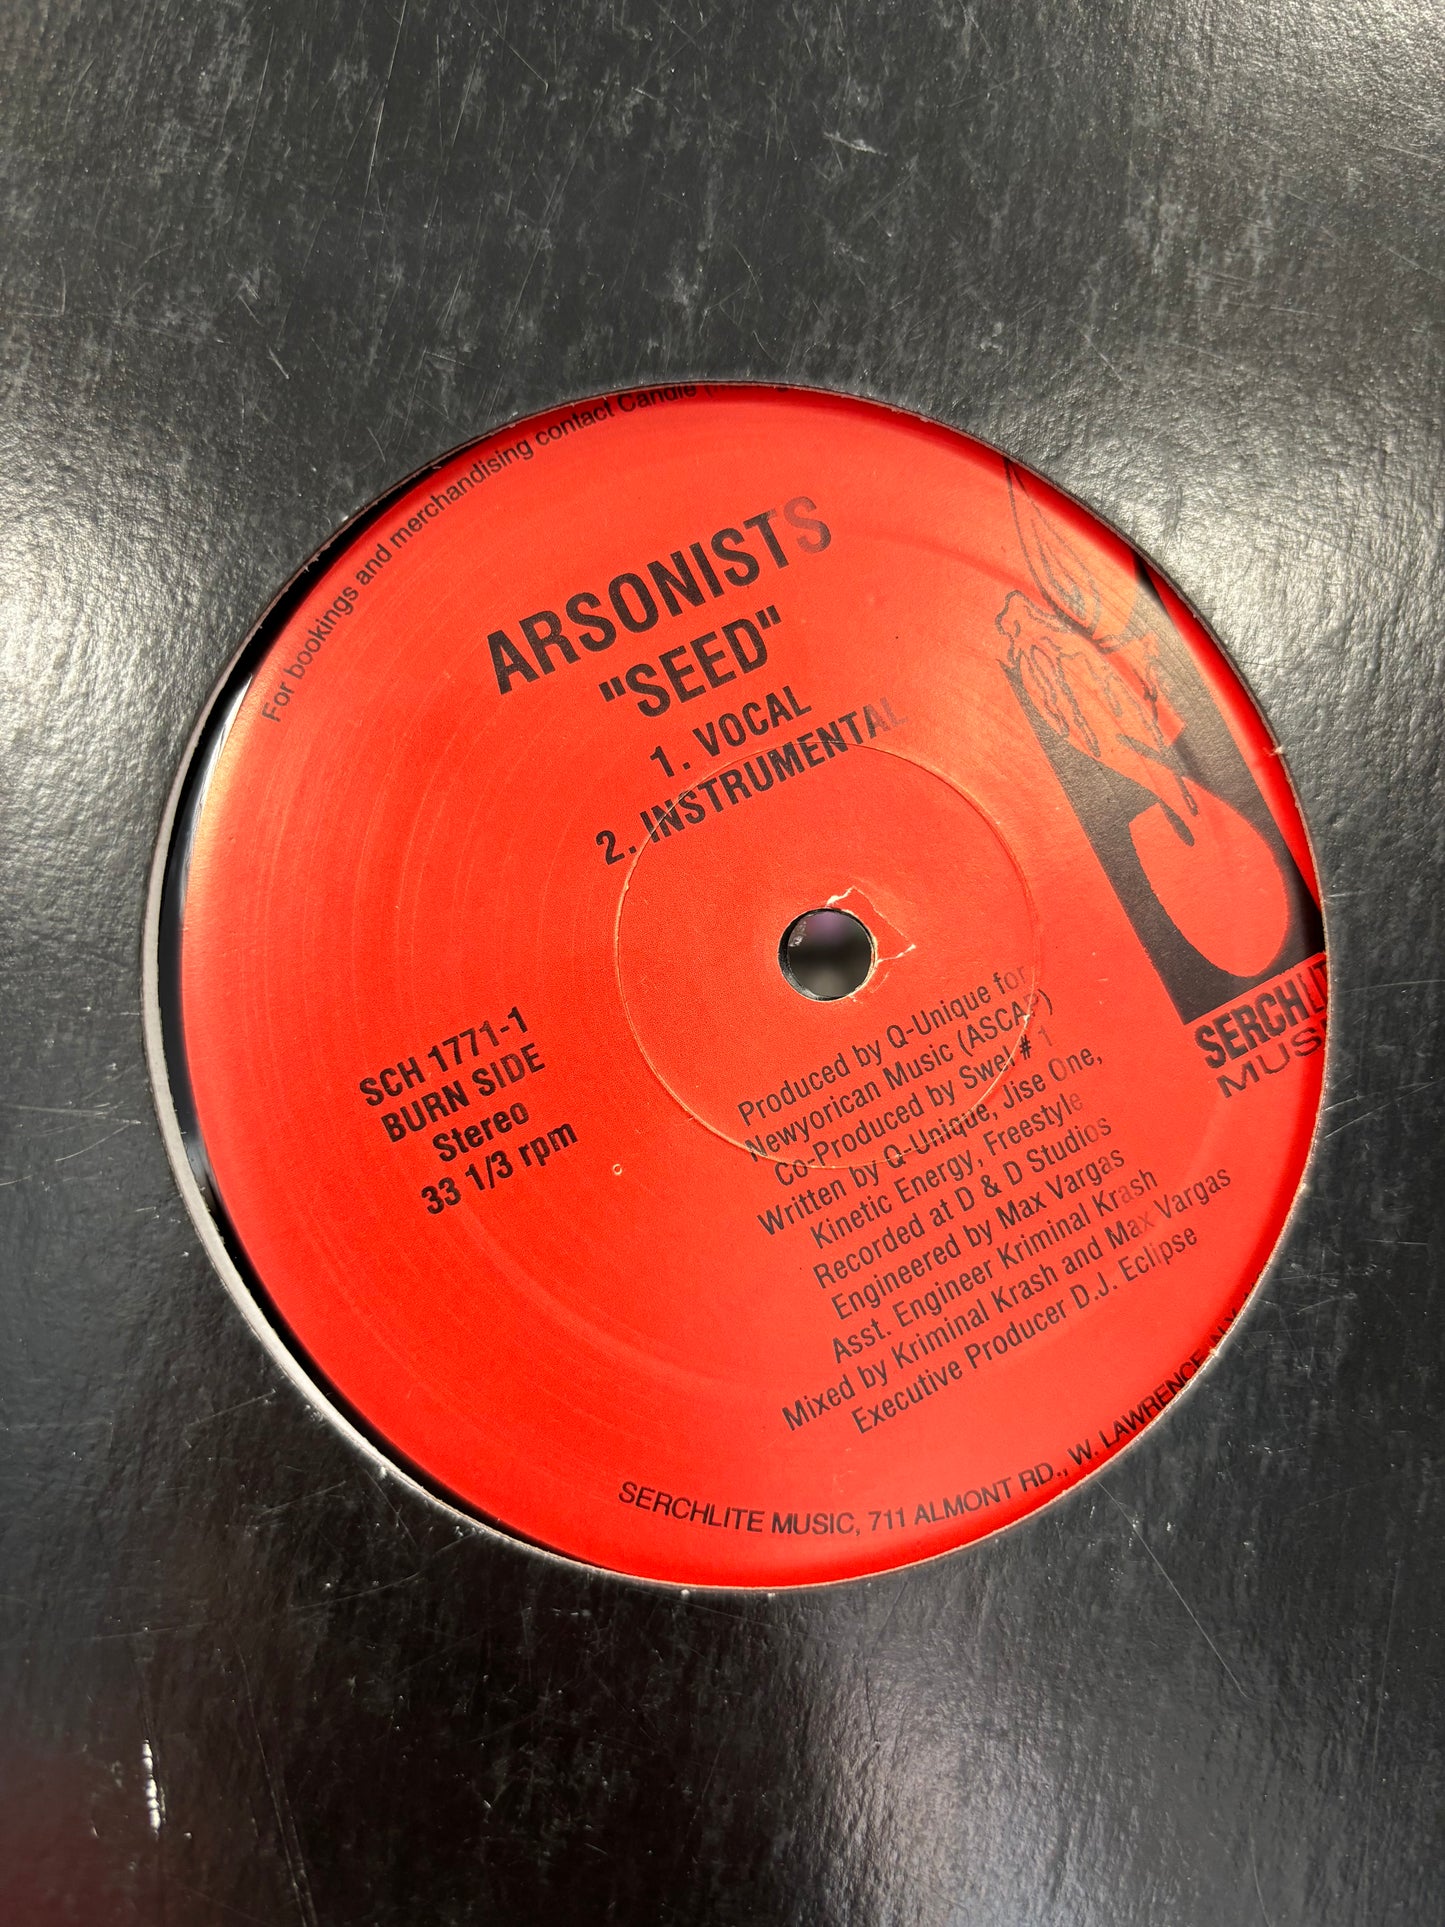 For bookings and merchandising contact Candle
ARSONISTS
"SEED"
1. VOCAL
2. INSTRUMENTAL
SCH 1771-1
BURN SIDE
Stereo
33 1/3 rpm
Produced by Q-Unique for
Newyorican Music (ASCAP)
Co-Produced by Swel # 1
Written by Q-Unique, Jise One,
Kinetic Energy, Freestyle
Recorded at D & D Studios
Engineered by Max Vargas
Asst. Engineer Kriminal Krash
Mixed by Kriminal Krash and Max Vargas
Executive Producer D.J. Eclipse
SERCHLIT
MUS
SERCHLITE MUSIC, 711 ALMONT RD., W. LAWRENCE, N.Y.